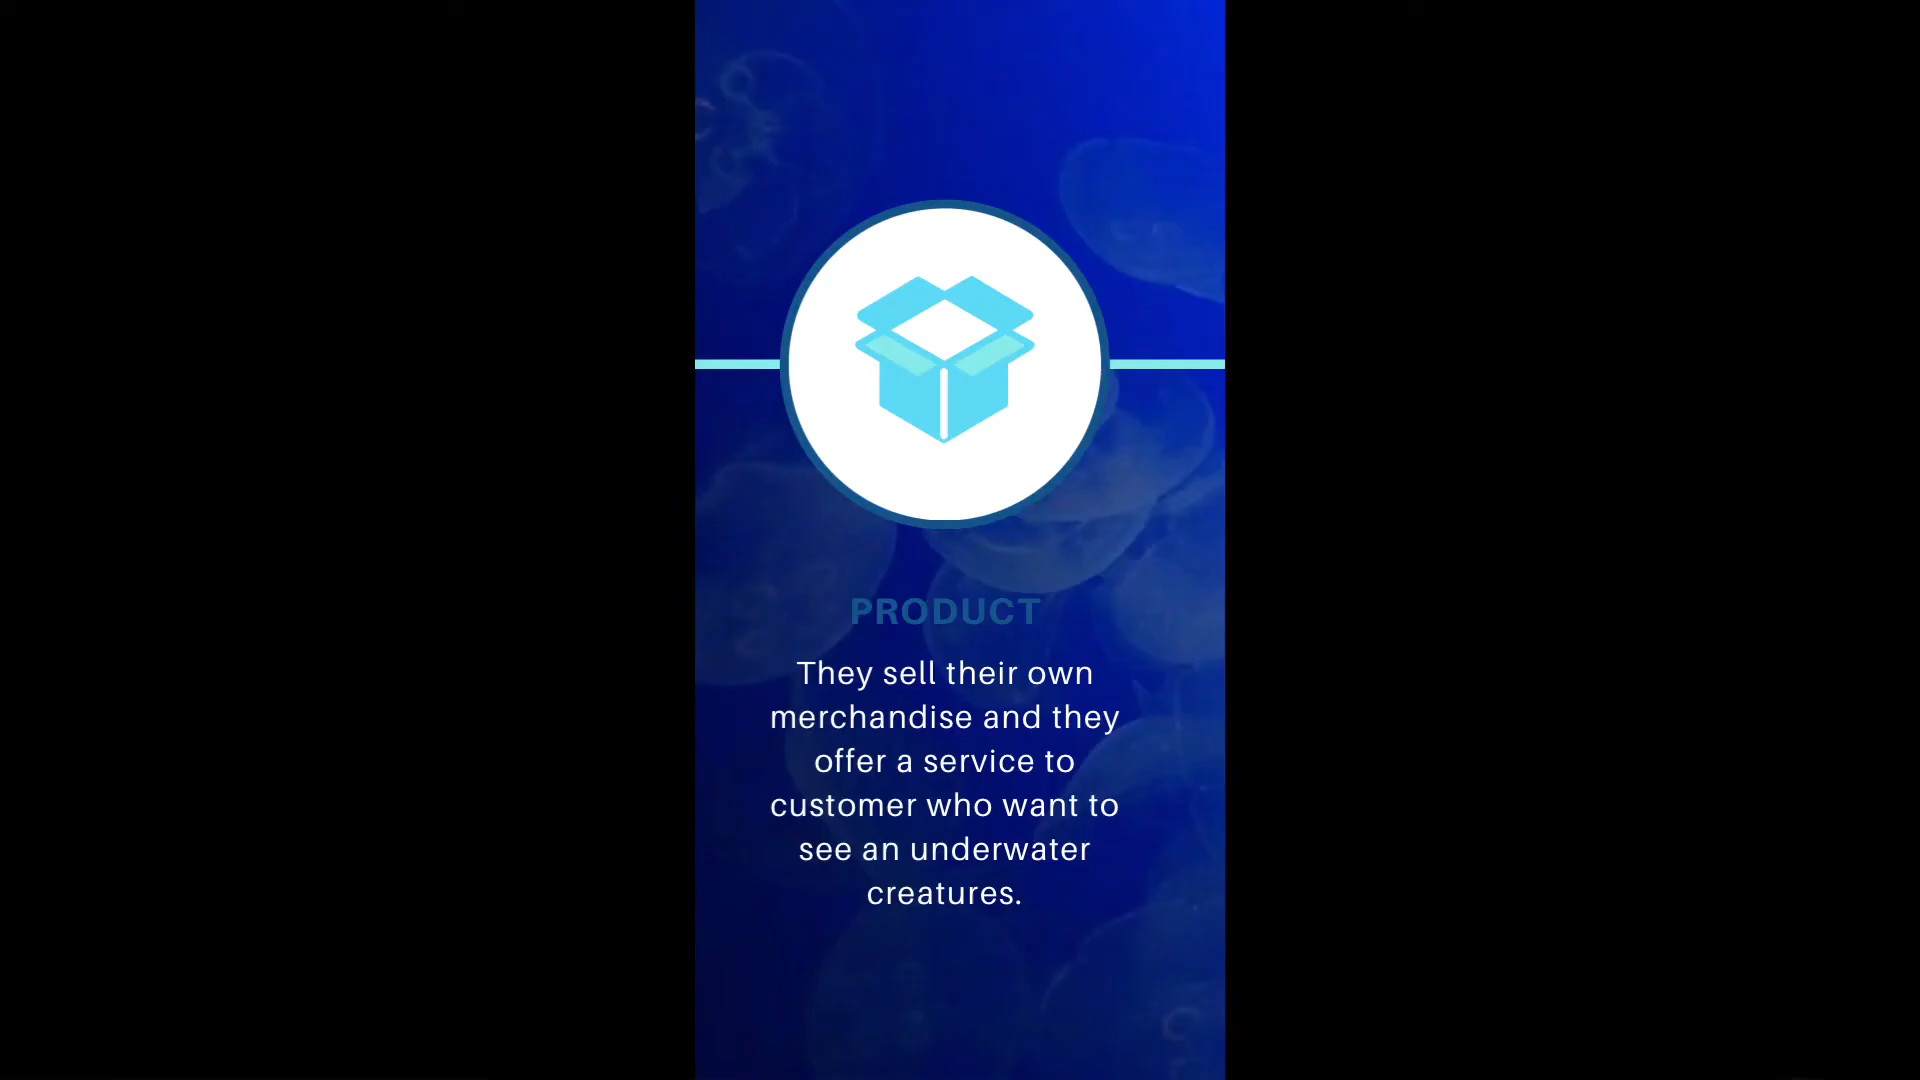 PRODUCT
They sell their own
merchandise and they
offer a service to
customer who want to
see an underwater
creatures.